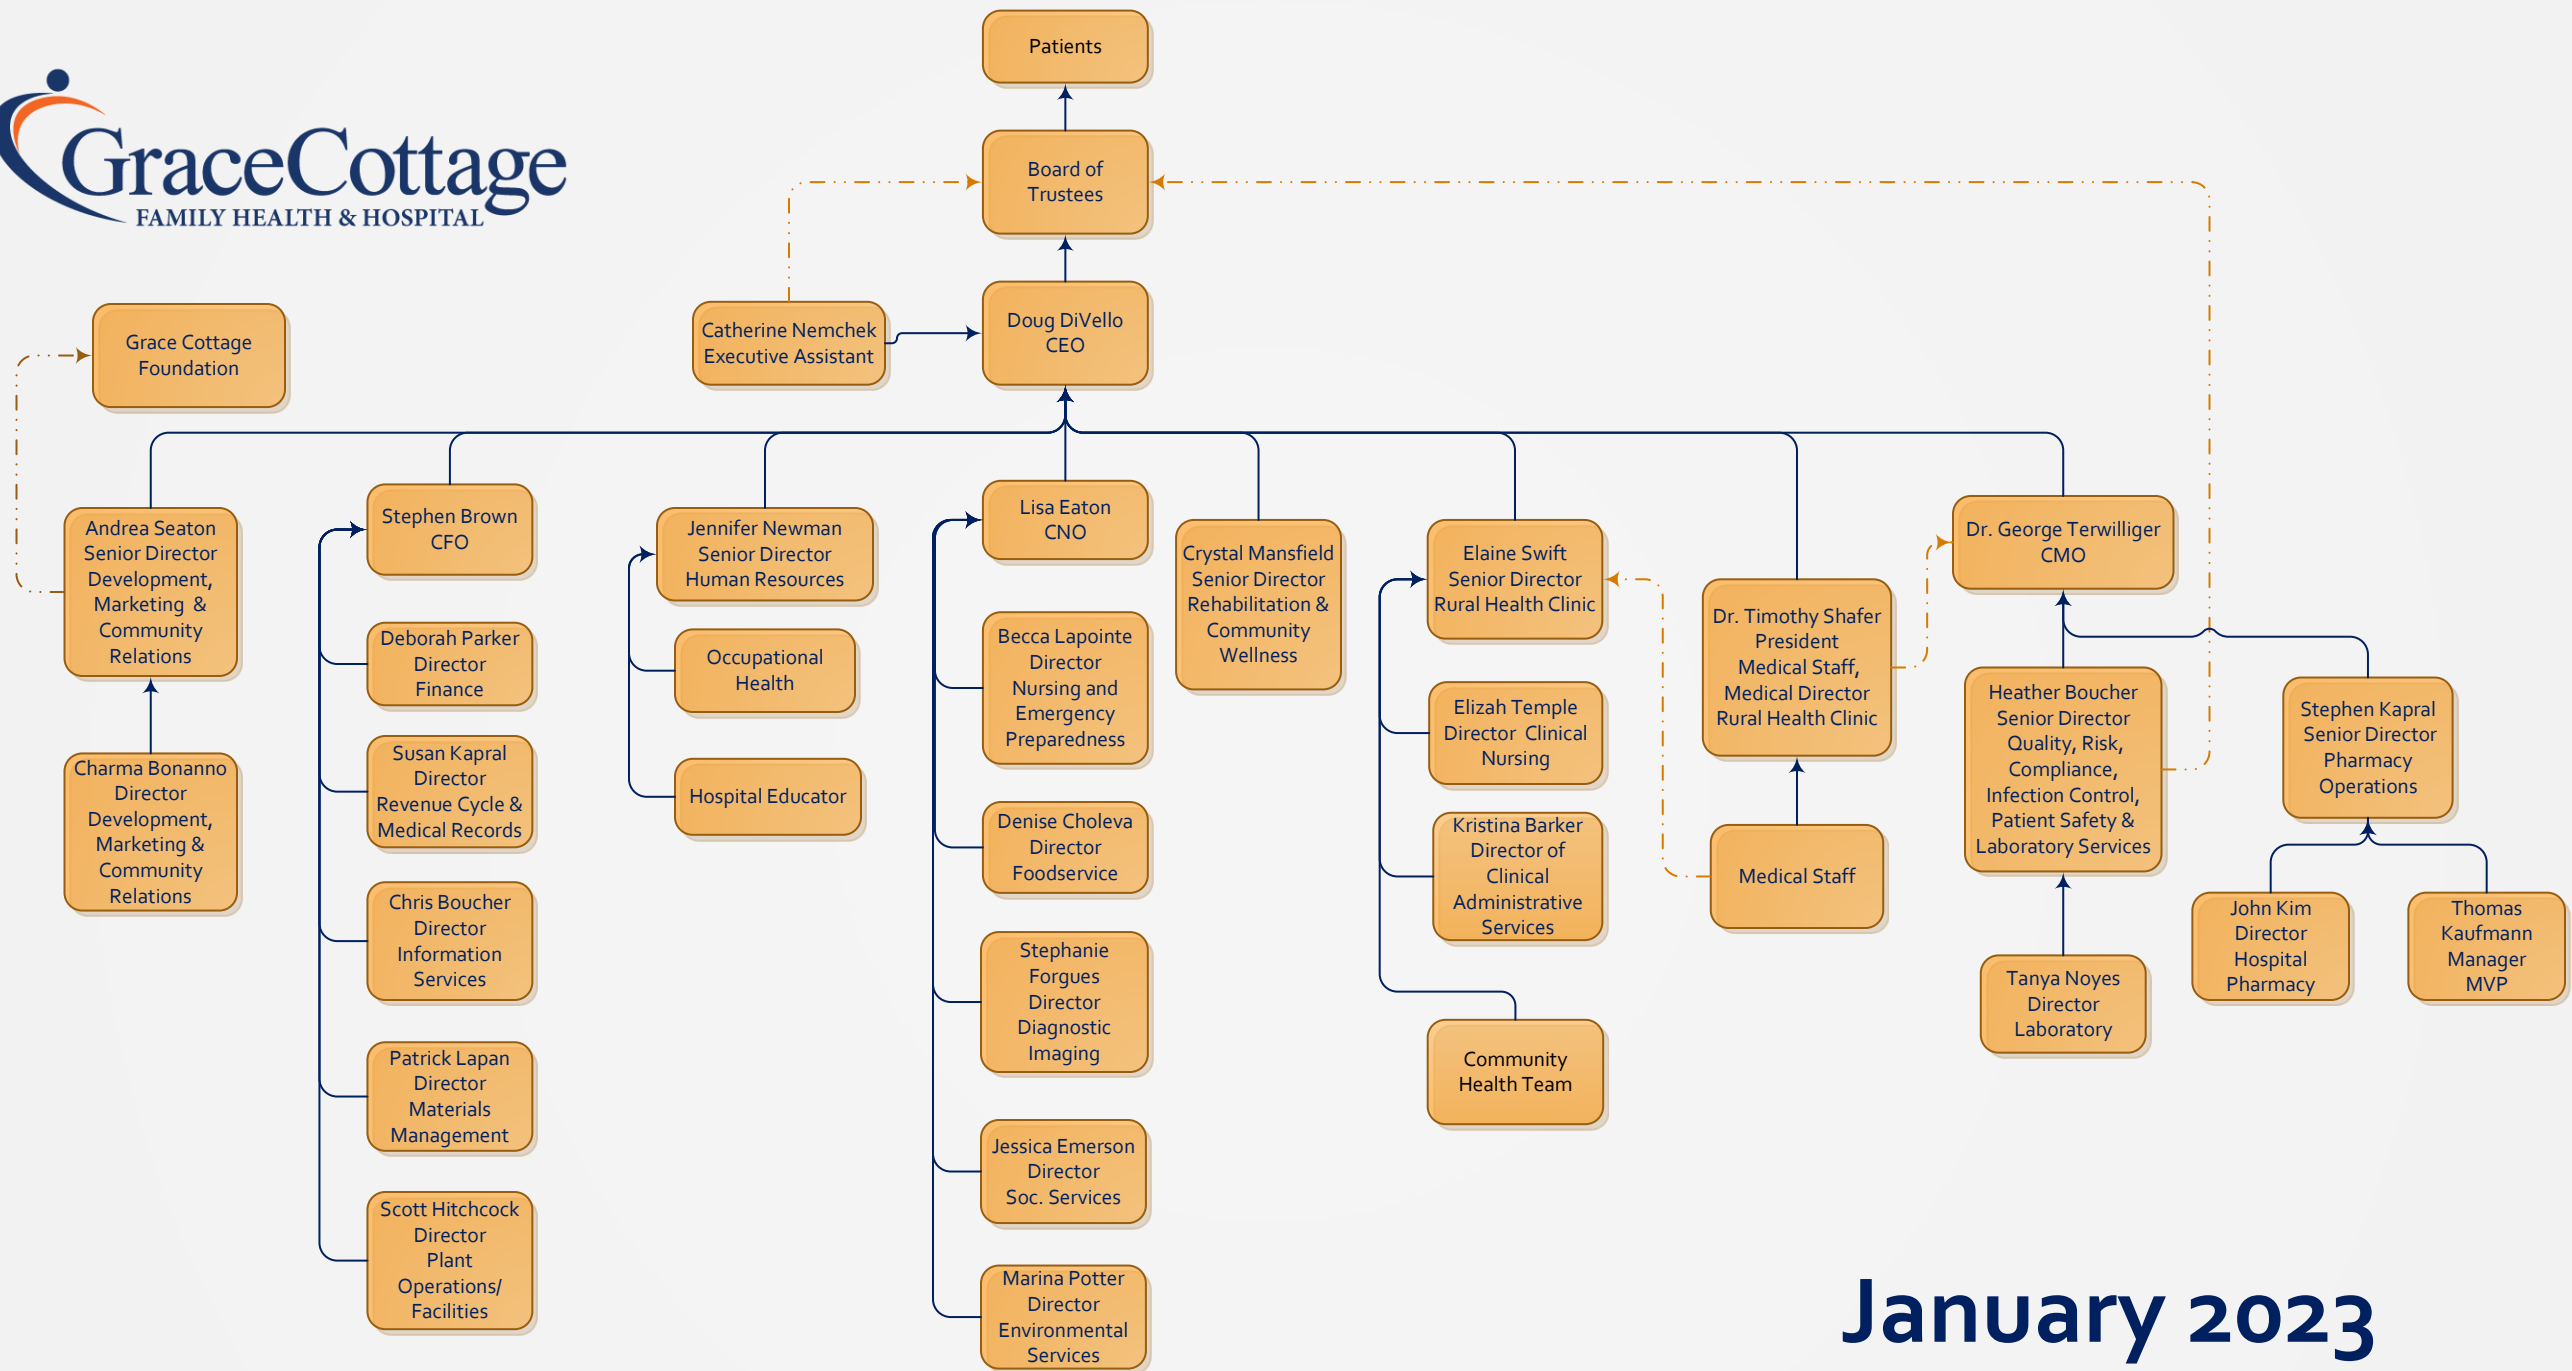 Patients
GraceCottage
FAMILY HEALTH & HOSPITAL
Board of
Trustees
Catherine Nemchek
Executive Assistant
Doug DiVello
CEO
Grace Cottage
Foundation
Andrea Seaton
Senior Director
Development,
Marketing &
Community
Relations
Charma Bonanno
Director
Development,
Marketing &
Community
Relations
Stephen Brown
CFO
Deborah Parker
Director
Finance
Susan Kapral
Director
Revenue Cycle &
Medical Records
Chris Boucher
Director
Information
Services
Patrick Lapan
Director
Materials
Management
Scott Hitchcock
Director
Plant
Operations/
Facilities
Jennifer Newman
Senior Director
Human Resources
Occupational
Health
Hospital Educator
Lisa Eaton
CNO
Becca Lapointe
Director
Nursing and
Emergency
Preparedness
Denise Choleva
Director
Foodservice
Stephanie
Forgues
Director
Diagnostic
Imaging
Jessica Emerson
Director
Soc. Services
Marina Potter
Director
Environmental
Services
Crystal Mansfield
Senior Director
Rehabilitation &
Community
Wellness
Elaine Swift
Senior Director
Rural Health Clinic
Elizah Temple
Director Clinical
Nursing
Kristina Barker
Director of
Clinical
Administrative
Services
Community
Health Team
Dr. Timothy Shafer
President
Medical Staff,
Medical Director
Rural Health Clinic
Medical Staff
Dr. George Terwilliger
CMO
Heather Boucher
Senior Director
Quality, Risk,
Compliance,
Infection Control,
Patient Safety &
Laboratory Services
Tanya Noyes
Director
Laboratory
Stephen Kapral
Senior Director
Pharmacy
Operations
John Kim
Director
Hospital
Pharmacy
Thomas
Kaufmann
Manager
MVP
January 2023